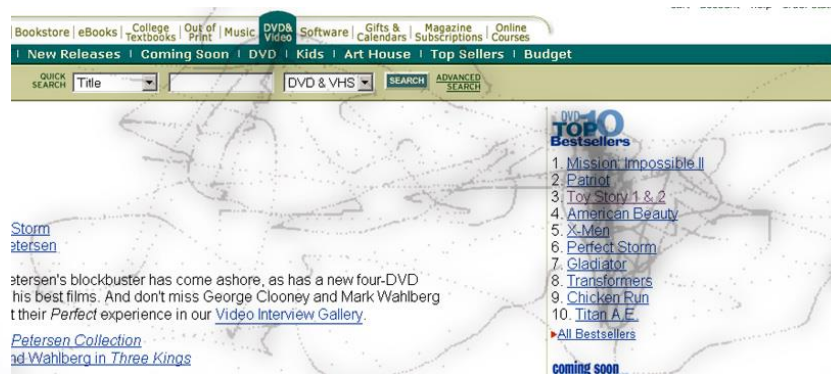 Bookstore | eBooks | College Textbooks | Out of Print | Music | DVD& Video | Software | Gifts & Calendars | Magazine Subscriptions | Online Courses
New Releases | Coming Soon | DVD | Kids | Art House | Top Sellers | Budget
QUICK SEARCH Title DVD & VHS SEARCH ADVANCED SEARCH
DVD
TOP 10
Bestsellers
1. Mission: Impossible II
2. Patriot
3. Toy Story 1 & 2
4. American Beauty
5. X-Men
6. Perfect Storm
7. Gladiator
8. Transformers
9. Chicken Run
10. Titan A.E.
All Bestsellers
coming soon
Storm
etersen
etersen's blockbuster has come ashore, as has a new four-DVD
his best films. And don't miss George Clooney and Mark Wahlberg
t their Perfect experience in our Video Interview Gallery.
Petersen Collection
nd Wahlberg in Three Kings